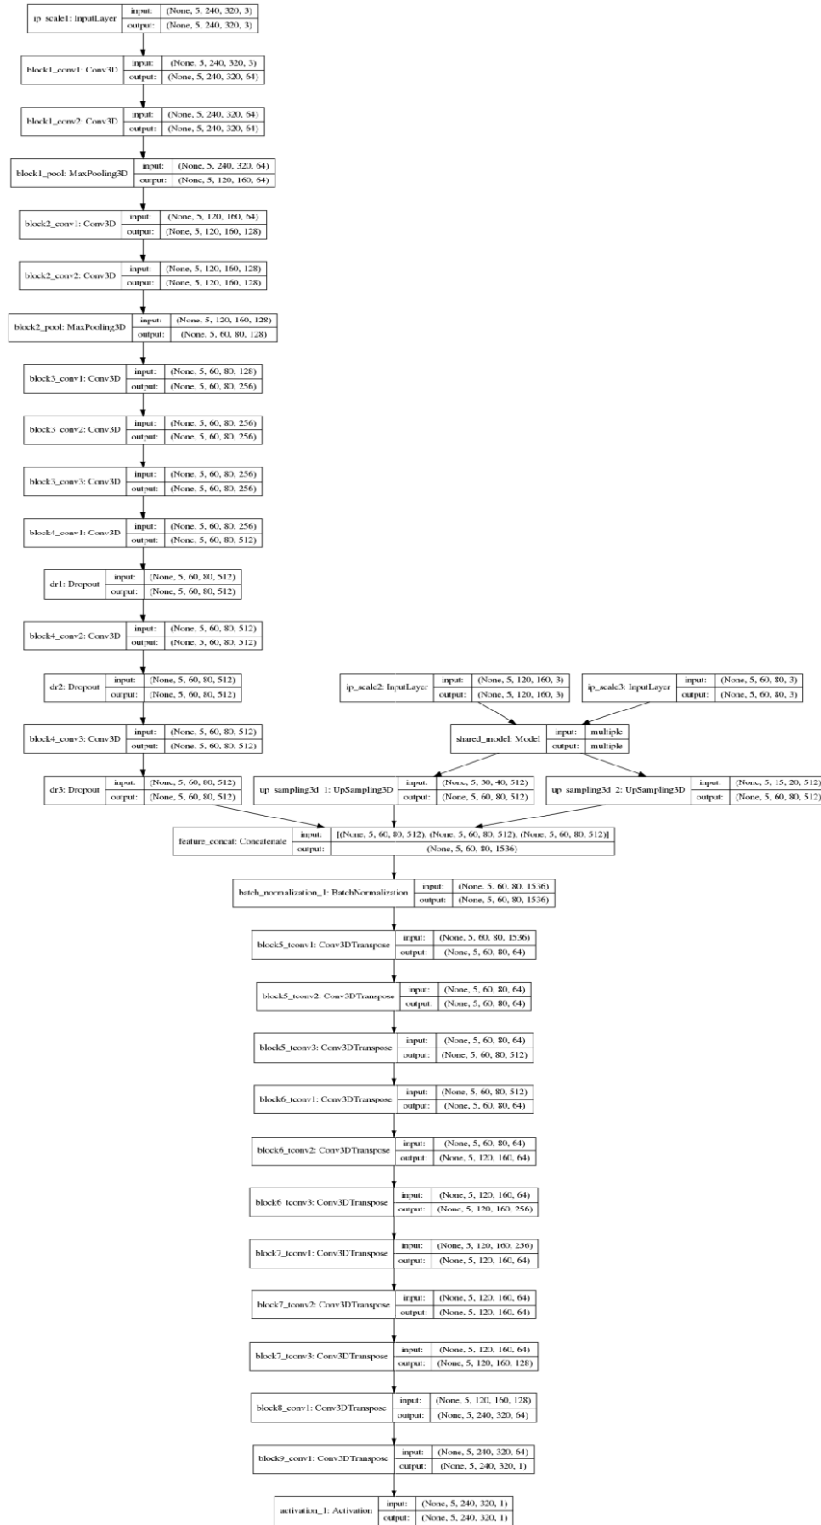 ip_scale1: InputLayer
input: (None, 5, 240, 320, 3)
output: (None, 5, 240, 320, 3)
block1_conv1: Conv3D
input: (None, 5, 240, 320, 3)
output: (None, 5, 240, 320, 64)
block1_conv2: Conv3D
input: (None, 5, 240, 320, 64)
output: (None, 5, 240, 320, 64)
block1_pool: MaxPooling3D
input: (None, 5, 240, 320, 64)
output: (None, 5, 120, 160, 64)
block2_conv1: Conv3D
input: (None, 5, 120, 160, 64)
output: (None, 5, 120, 160, 128)
block2_conv2: Conv3D
input: (None, 5, 120, 160, 128)
output: (None, 5, 120, 160, 128)
block2_pool: MaxPooling3D
input: (None, 5, 120, 160, 128)
output: (None, 5, 60, 80, 128)
block3_conv1: Conv3D
input: (None, 5, 60, 80, 128)
output: (None, 5, 60, 80, 256)
block3_conv2: Conv3D
input: (None, 5, 60, 80, 256)
output: (None, 5, 60, 80, 256)
block3_conv3: Conv3D
input: (None, 5, 60, 80, 256)
output: (None, 5, 60, 80, 256)
block4_conv1: Conv3D
input: (None, 5, 60, 80, 256)
output: (None, 5, 60, 80, 512)
dr1: Dropout
input: (None, 5, 60, 80, 512)
output: (None, 5, 60, 80, 512)
block4_conv2: Conv3D
input: (None, 5, 60, 80, 512)
output: (None, 5, 60, 80, 512)
dr2: Dropout
input: (None, 5, 60, 80, 512)
output: (None, 5, 60, 80, 512)
ip_scale2: InputLayer
input: (None, 5, 120, 160, 3)
output: (None, 5, 120, 160, 3)
ip_scale3: InputLayer
input: (None, 5, 60, 80, 3)
output: (None, 5, 60, 80, 3)
block4_conv3: Conv3D
input: (None, 5, 60, 80, 512)
output: (None, 5, 60, 80, 512)
shared_model: Model
input: multiple
output: multiple
dr3: Dropout
input: (None, 5, 60, 80, 512)
output: (None, 5, 60, 80, 512)
up_sampling3d_1: UpSampling3D
input: (None, 5, 30, 40, 512)
output: (None, 5, 60, 80, 512)
up_sampling3d_2: UpSampling3D
input: (None, 5, 15, 20, 512)
output: (None, 5, 60, 80, 512)
feature_concat: Concatenate
input: [(None, 5, 60, 80, 512), (None, 5, 60, 80, 512), (None, 5, 60, 80, 512)]
output: (None, 5, 60, 80, 1536)
batch_normalization_1: BatchNormalization
input: (None, 5, 60, 80, 1536)
output: (None, 5, 60, 80, 1536)
block5_tconv1: Conv3DTranspose
input: (None, 5, 60, 80, 1536)
output: (None, 5, 60, 80, 64)
block5_tconv2: Conv3DTranspose
input: (None, 5, 60, 80, 64)
output: (None, 5, 60, 80, 64)
block5_tconv3: Conv3DTranspose
input: (None, 5, 60, 80, 64)
output: (None, 5, 60, 80, 512)
block6_tconv1: Conv3DTranspose
input: (None, 5, 60, 80, 512)
output: (None, 5, 60, 80, 64)
block6_tconv2: Conv3DTranspose
input: (None, 5, 60, 80, 64)
output: (None, 5, 120, 160, 64)
block6_tconv3: Conv3DTranspose
input: (None, 5, 120, 160, 64)
output: (None, 5, 120, 160, 256)
block7_tconv1: Conv3DTranspose
input: (None, 5, 120, 160, 256)
output: (None, 5, 120, 160, 64)
block7_tconv2: Conv3DTranspose
input: (None, 5, 120, 160, 64)
output: (None, 5, 120, 160, 64)
block7_tconv3: Conv3DTranspose
input: (None, 5, 120, 160, 64)
output: (None, 5, 120, 160, 128)
block8_conv1: Conv3DTranspose
input: (None, 5, 120, 160, 128)
output: (None, 5, 240, 320, 64)
block9_conv1: Conv3DTranspose
input: (None, 5, 240, 320, 64)
output: (None, 5, 240, 320, 1)
activation_1: Activation
input: (None, 5, 240, 320, 1)
output: (None, 5, 240, 320, 1)